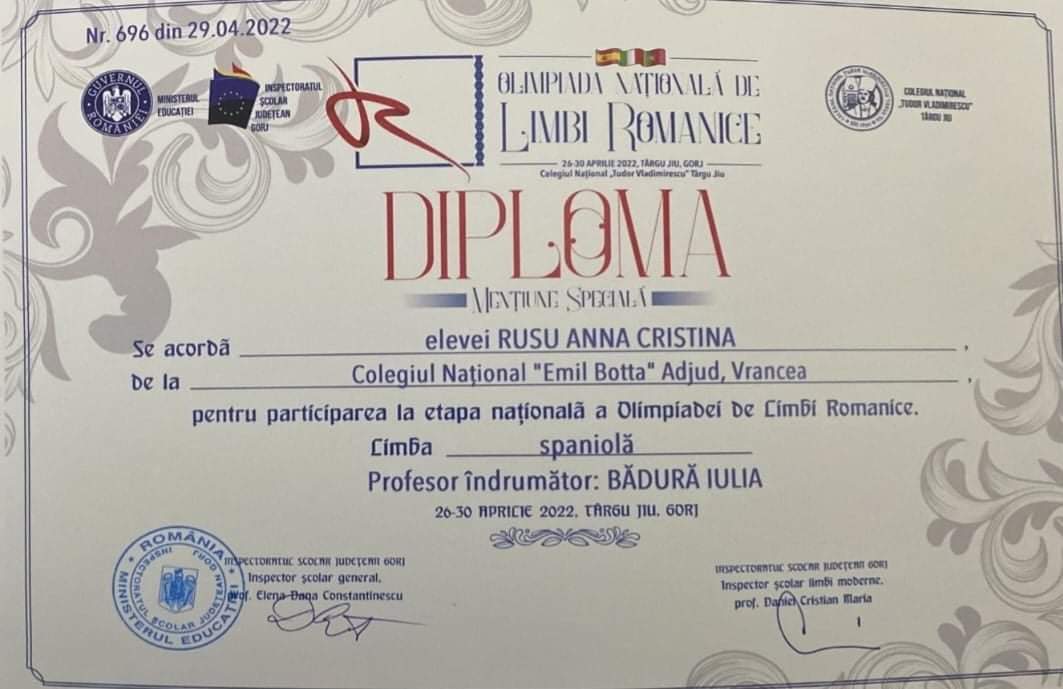 Nr. 696 din 29.04.2022
GUVERNUL ROMÂNIEI
MINISTERUL
EDUCAȚIEI
INSPECTORATUL
ȘCOLAR
JUDEȚEAN
GORJ
OLIMPIADA NAȚIONALĂ DE
LIMBI ROMANICE
26-30 APRILIE 2022, TÂRGU JIU, GORJ
Colegiul Național „Tudor Vladimirescu” Târgu Jiu
COLEGIUL NAȚIONAL
„TUDOR VLADIMIRESCU”
TÂRGU JIU
DIPLOMA
MENȚIUNE SPECIALĂ
Se acordă elevei RUSU ANNA CRISTINA,
de la Colegiul Național "Emil Botta" Adjud, Vrancea,
pentru participarea la etapa națională a Olimpiadei de Limbi Romanice.
Limba spaniolă
Profesor îndrumător: BĂDURĂ IULIA
26-30 APRILIE 2022, TÂRGU JIU, GORJ
ROMÂNIA
MINISTERUL EDUCAȚIEI
INSPECTORATUL ȘCOLAR JUDEȚEAN GORJ
INSPECTORATUL ȘCOLAR JUDEȚEAN GORJ
Inspector școlar general,
prof. Elena Daqa Constantinescu
INSPECTORATUL ȘCOLAR JUDEȚEAN GORJ
Inspector școlar limbi moderne,
prof. Daniel Cristian Maria